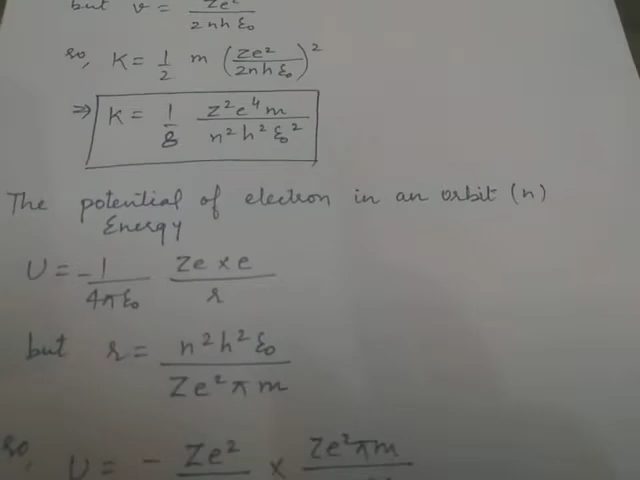 but v = Ze²/2nhε₀
so, K = 1/2 m (Ze²/2nhε₀)²
⇒ K = 1/8 Z²e⁴m/n²h²ε₀²
The potential of electron in an orbit (n)
Energy
U = -1/4πε₀ Ze×e/r
but r = n²h²ε₀/Ze²πm
so, U = - Ze² × Ze²πm